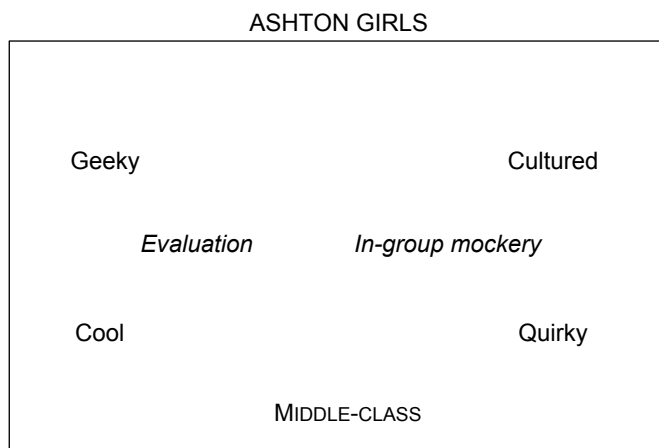 ASHTON GIRLS
Geeky Cultured
Evaluation In-group mockery
Cool Quirky
MIDDLE-CLASS